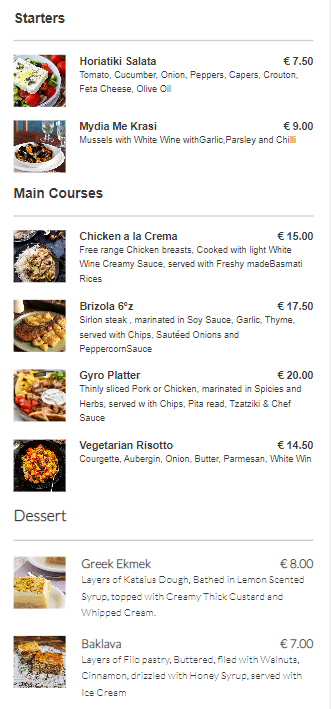 Starters
Horiatiki Salata € 7.50
Tomato, Cucumber, Onion, Peppers, Capers, Crouton,
Feta Cheese, Olive Oil
Mydia Me Krasi € 9.00
Mussels with White Wine withGarlic,Parsley and Chilli
Main Courses
Chicken a la Crema € 15.00
Free range Chicken breasts, Cooked with light White
Wine Creamy Sauce, served with Freshy madeBasmati
Rices
Brizola 6°z € 17.50
Sirlon steak , marinated in Soy Sauce, Garlic, Thyme,
served with Chips, Sautéed Onions and
PeppercornSauce
Gyro Platter € 20.00
Thinly sliced Pork or Chicken, marinated in Spices and
Herbs, served w ith Chips, Pita read, Tzatziki & Chef
Sauce
Vegetarian Risotto € 14.50
Courgette, Aubergin, Onion, Butter, Parmesan, White Win
Dessert
Greek Ekmek € 8.00
Layers of Kataius Dough, Bathed in Lemon Scented
Syrup, topped with Creamy Thick Custard and
Whipped Cream.
Baklava € 7.00
Layers of Filo pastry, Buttered, filed with Walnuts,
Cinnamon, drizzled with Honey Syrup, served with
Ice Cream